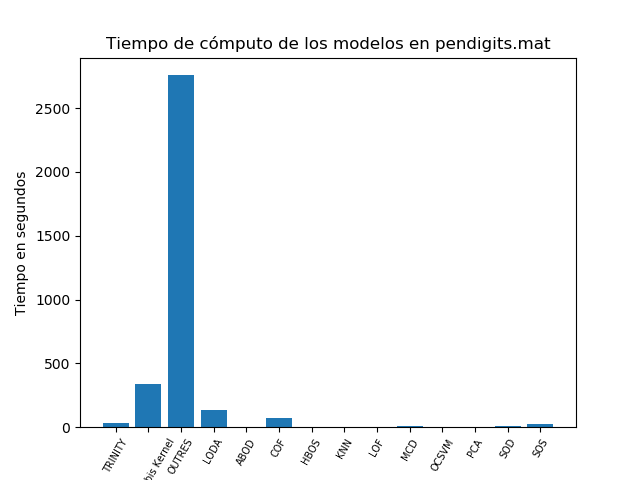 Tiempo de cómputo de los modelos en pendigits.mat
Tiempo en segundos
2500
2000
1500
1000
500
0
TRINITY
Kernel
OUTRES
LODA
ABOD
COF
HBOS
KNN
LOF
MCD
OCSVM
PCA
SOD
SOS